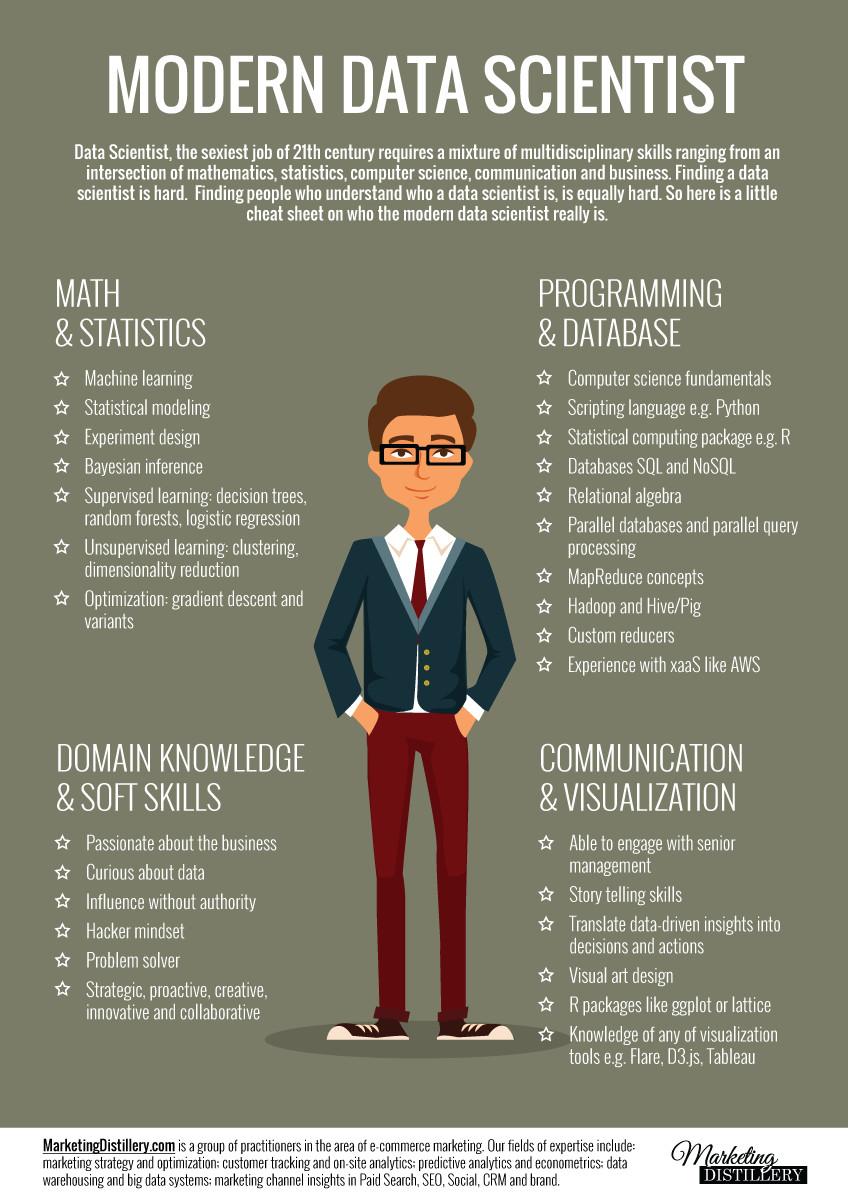 MODERN DATA SCIENTIST
Data Scientist, the sexiest job of 21th century requires a mixture of multidisciplinary skills ranging from an
intersection of mathematics, statistics, computer science, communication and business. Finding a data
scientist is hard. Finding people who understand who a data scientist is, is equally hard. So here is a little
cheat sheet on who the modern data scientist really is.
MATH
& STATISTICS
Machine learning
Statistical modeling
Experiment design
Bayesian inference
Supervised learning: decision trees,
random forests, logistic regression
Unsupervised learning: clustering,
dimensionality reduction
Optimization: gradient descent and
variants
PROGRAMMING
& DATABASE
Computer science fundamentals
Scripting language e.g. Python
Statistical computing package e.g. R
Databases SQL and NoSQL
Relational algebra
Parallel databases and parallel query
processing
MapReduce concepts
Hadoop and Hive/Pig
Custom reducers
Experience with xaaS like AWS
DOMAIN KNOWLEDGE
& SOFT SKILLS
Passionate about the business
Curious about data
Influence without authority
Hacker mindset
Problem solver
Strategic, proactive, creative,
innovative and collaborative
COMMUNICATION
& VISUALIZATION
Able to engage with senior
management
Story telling skills
Translate data-driven insights into
decisions and actions
Visual art design
R packages like ggplot or lattice
Knowledge of any of visualization
tools e.g. Flare, D3.js, Tableau
MarketingDistillery.com is a group of practitioners in the area of e-commerce marketing. Our fields of expertise include:
marketing strategy and optimization: customer tracking and on-site analytics: predictive analytics and econometrics: data
warehousing and big data systems: marketing channel insights in Paid Search, SEO, Social, CRM and brand.
Marketing
DISTILLERY